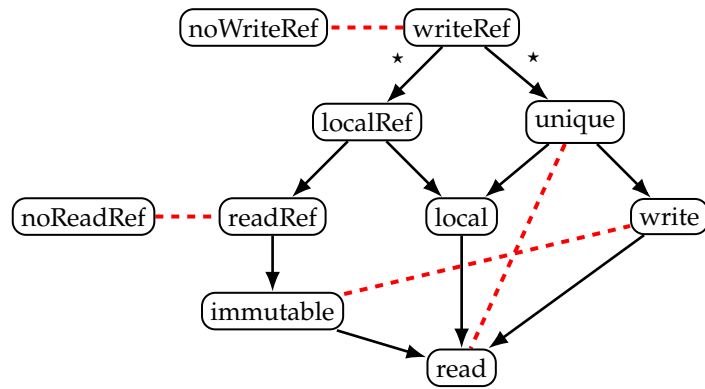 noWriteRef writeRef
⋆ ⋆
localRef unique
noReadRef readRef local write
immutable
read